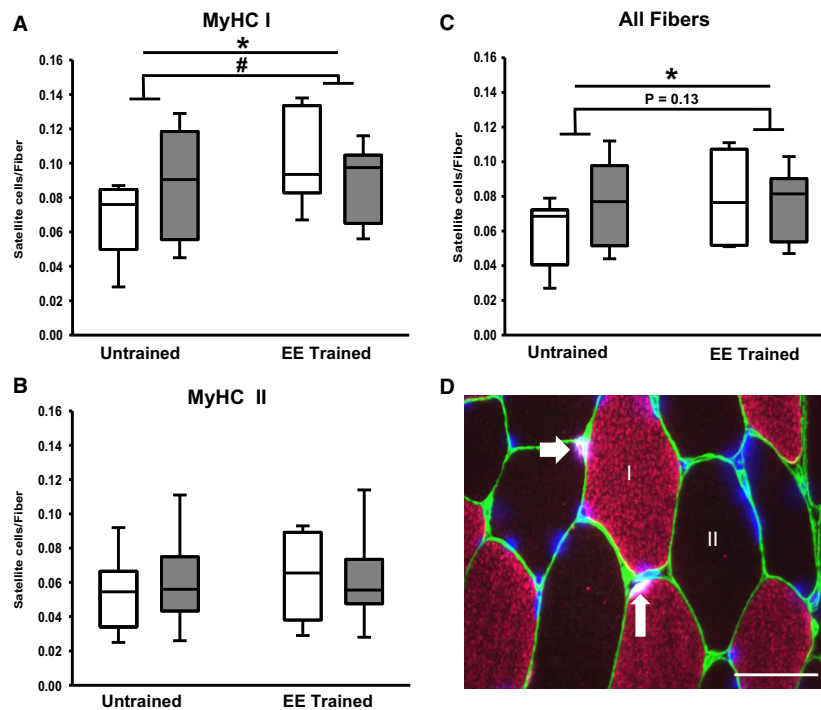 A
MyHC I
*
#
Satellite cells/Fiber
0.16
0.14
0.12
0.10
0.08
0.06
0.04
0.02
0.00
Untrained
EE Trained
B
MyHC II
Satellite cells/Fiber
0.16
0.14
0.12
0.10
0.08
0.06
0.04
0.02
0.00
Untrained
EE Trained
C
All Fibers
*
P = 0.13
Satellite cells/Fiber
0.16
0.14
0.12
0.10
0.08
0.06
0.04
0.02
0.00
Untrained
EE Trained
D
I
II